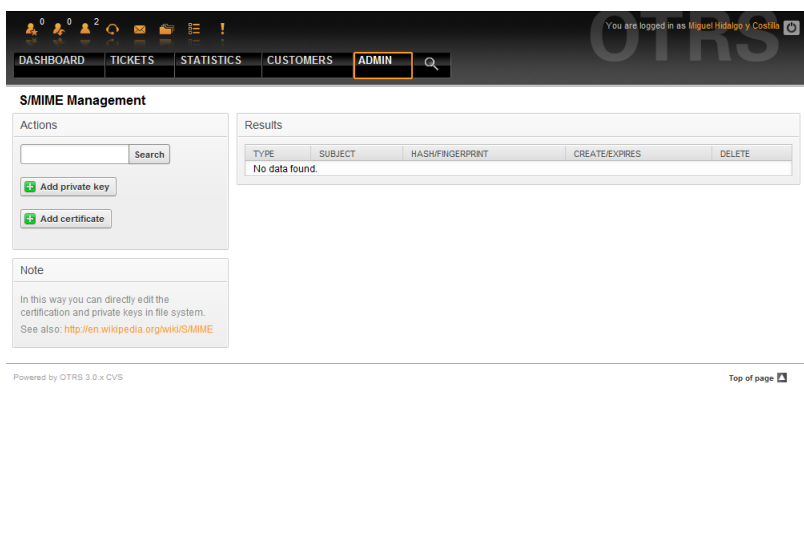 0 0 2
You are logged in as Miguel Hidalgo y Costilla
OTRS
DASHBOARD TICKETS STATISTICS CUSTOMERS ADMIN
S/MIME Management
Actions
Search
Add private key
Add certificate
Note
In this way you can directly edit the
certification and private keys in file system.
See also: http://en.wikipedia.org/wiki/S/MIME
Results
TYPE SUBJECT HASH/FINGERPRINT CREATE/EXPIRES DELETE
No data found.
Powered by OTRS 3.0.x CVS
Top of page